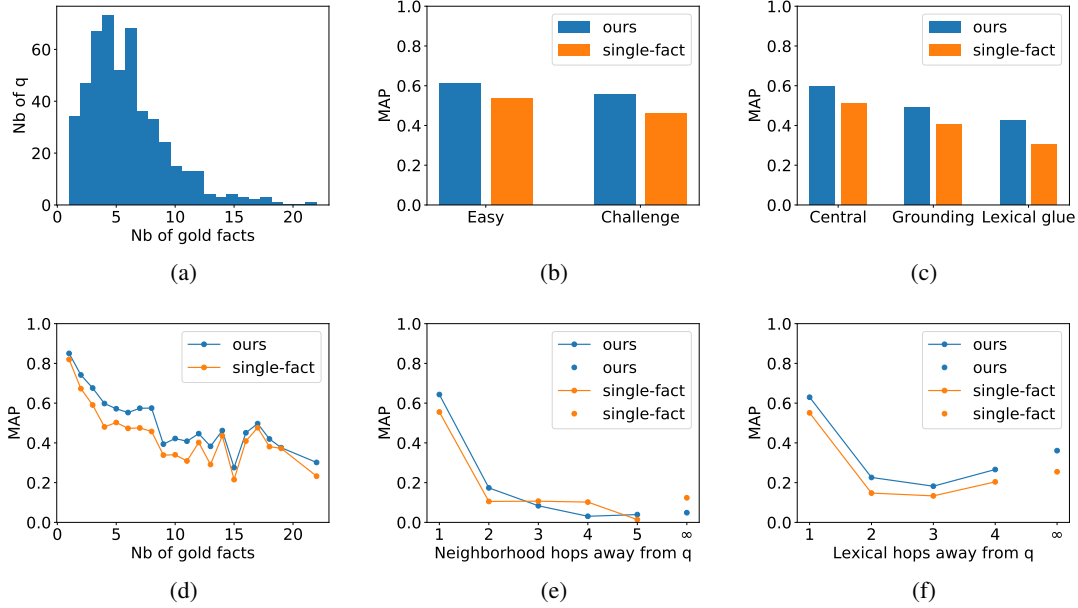 60
40
20
0
Nb of q
0 5 10 15 20
Nb of gold facts
(a)
1.0
0.8
0.6
0.4
0.2
0.0
MAP
ours
single-fact
Easy Challenge
(b)
1.0
0.8
0.6
0.4
0.2
0.0
MAP
ours
single-fact
Central Grounding Lexical glue
(c)
1.0
0.8
0.6
0.4
0.2
0.0
MAP
ours
single-fact
0 5 10 15 20
Nb of gold facts
(d)
1.0
0.8
0.6
0.4
0.2
0.0
MAP
ours
ours
single-fact
single-fact
1 2 3 4 5 ∞
Neighborhood hops away from q
(e)
1.0
0.8
0.6
0.4
0.2
0.0
MAP
ours
ours
single-fact
single-fact
1 2 3 4 ∞
Lexical hops away from q
(f)